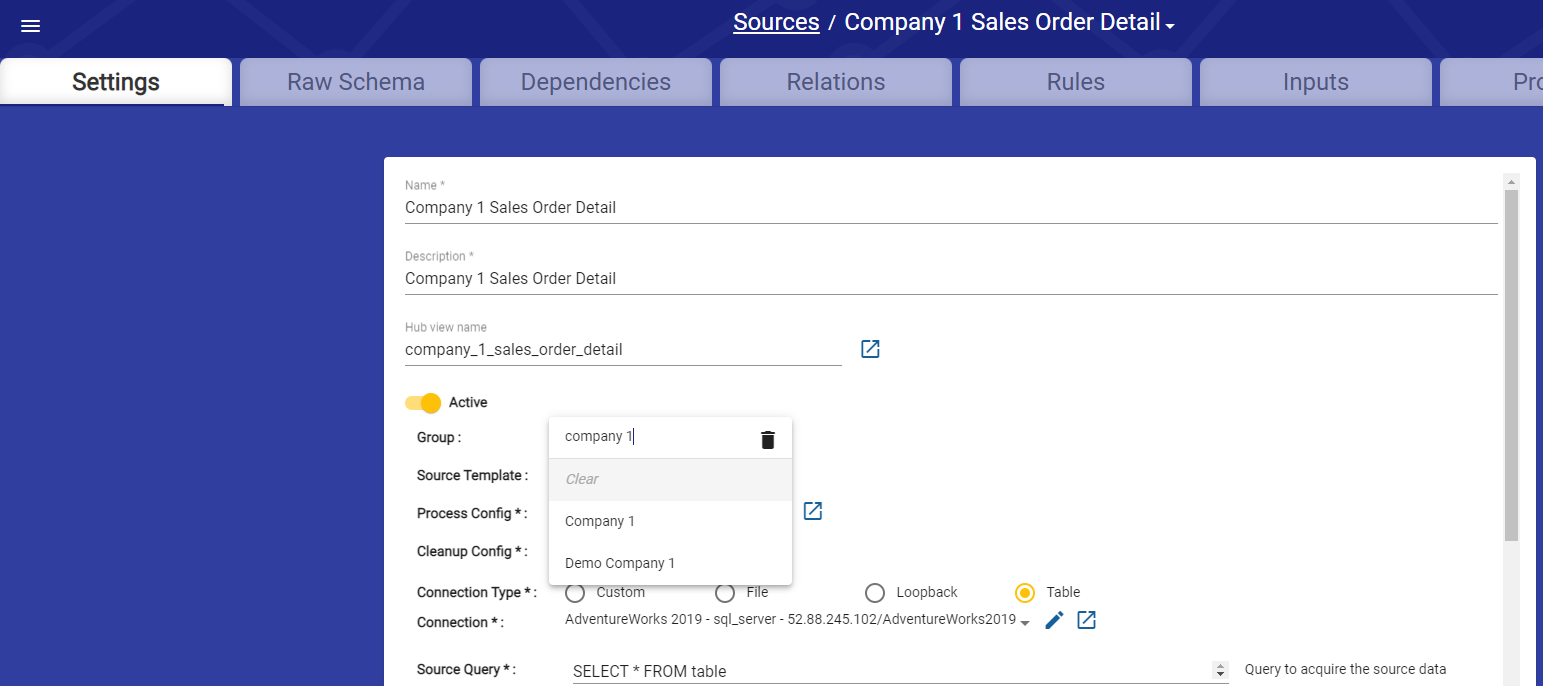 Sources / Company 1 Sales Order Detail
Settings Raw Schema Dependencies Relations Rules Inputs Pro
Name *
Company 1 Sales Order Detail
Description *
Company 1 Sales Order Detail
Hub view name
company_1_sales_order_detail
Active
Group : company 1
Source Template : Clear
Process Config * : Company 1
Cleanup Config * : Demo Company 1
Connection Type * : Custom File Loopback Table
Connection * : AdventureWorks 2019 - sql_server - 52.88.245.102/AdventureWorks2019
Source Query * : SELECT * FROM table Query to acquire the source data